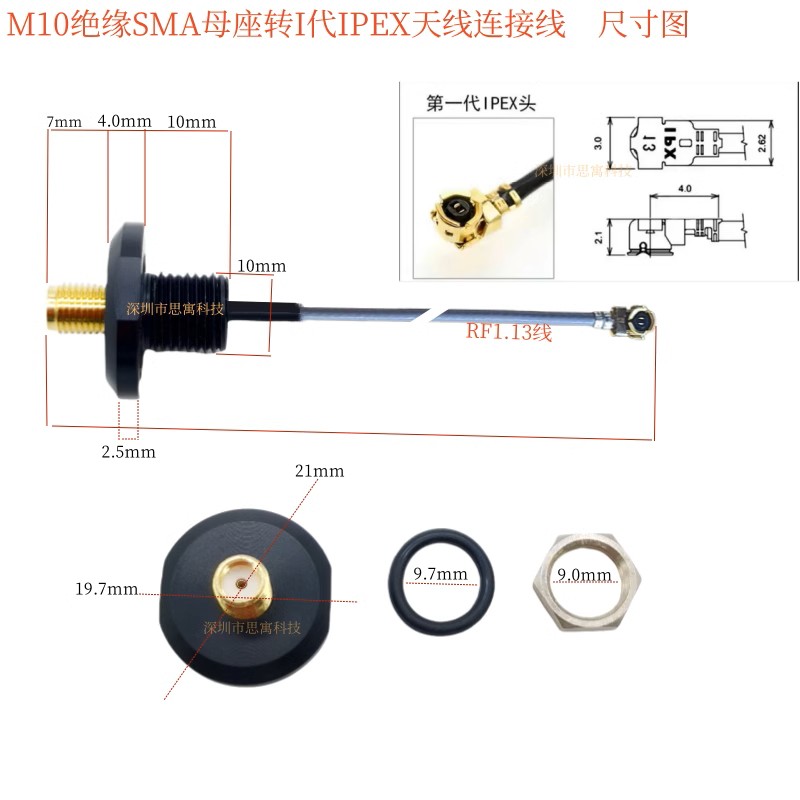 M10绝缘SMA母座转I代IPEX天线连接线 尺寸图
第一代IPEX头
7mm
4.0mm
10mm
3.0
13
IPX
2.62
深圳市思寓科技
4.0
2.1
10mm
深圳市思寓科技
RF1.13线
2.5mm
21mm
19.7mm
9.7mm
9.0mm
深圳市思寓科技